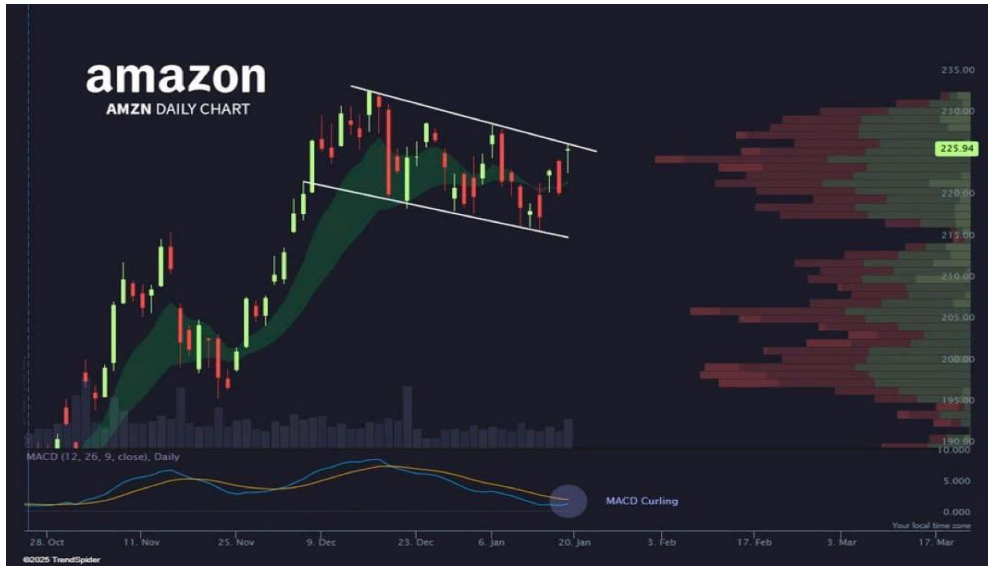 amazon
AMZN DAILY CHART
235.00
230.00
225.94
220.00
215.00
210.00
205.00
200.00
195.00
190.00
MACD (12, 26, 9, close), Daily
10.000
5.000
MACD Curling
0.000
Your local time zone
28. Oct 11. Nov 25. Nov 9. Dec 23. Dec 6. Jan 20. Jan 3. Feb 17. Feb 3. Mar 17. Mar
©2025 TrendSpider